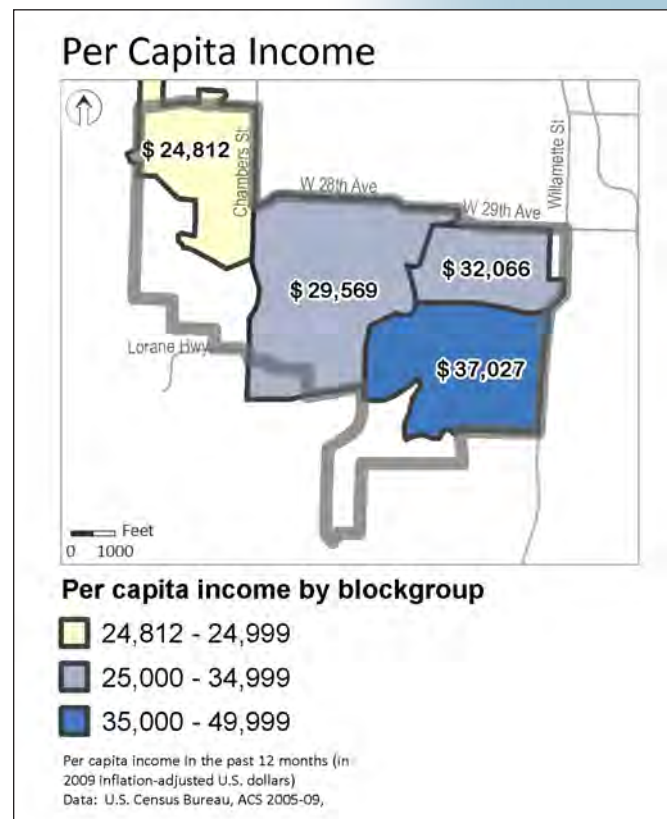 Per Capita Income
$ 24,812
Chambers St
W 28th Ave
Willamette St
W 29th Ave
$ 32,066
$ 29,569
Lorane Hwy
$ 37,027
Feet
0 1000
Per capita income by blockgroup
24,812 - 24,999
25,000 - 34,999
35,000 - 49,999
Per capita income in the past 12 months (in
2009 inflation-adjusted U.S. dollars)
Data: U.S. Census Bureau, ACS 2005-09,